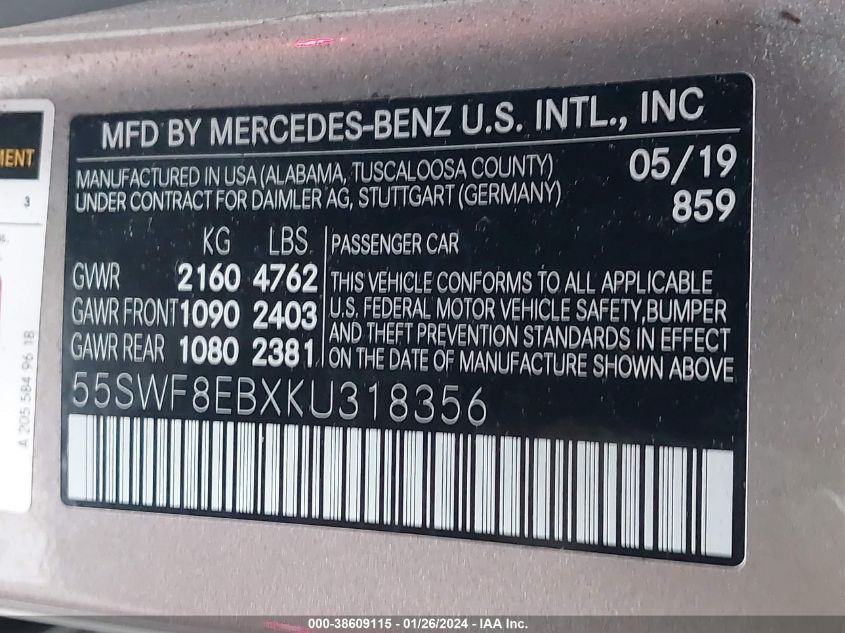 MFD BY MERCEDES-BENZ U.S. INTL., INC
MANUFACTURED IN USA (ALABAMA, TUSCALOOSA COUNTY)
UNDER CONTRACT FOR DAIMLER AG, STUTTGART (GERMANY)
05/19
859
KG LBS
GVWR 2160 4762
GAWR FRONT 1090 2403
GAWR REAR 1080 2381
PASSENGER CAR
THIS VEHICLE CONFORMS TO ALL APPLICABLE
U.S. FEDERAL MOTOR VEHICLE SAFETY, BUMPER
AND THEFT PREVENTION STANDARDS IN EFFECT
ON THE DATE OF MANUFACTURE SHOWN ABOVE
55SWF8EBXKU318356
MENT
3
A 205 584 96 18
000-38609115 - 01/26/2024 - IAA Inc.